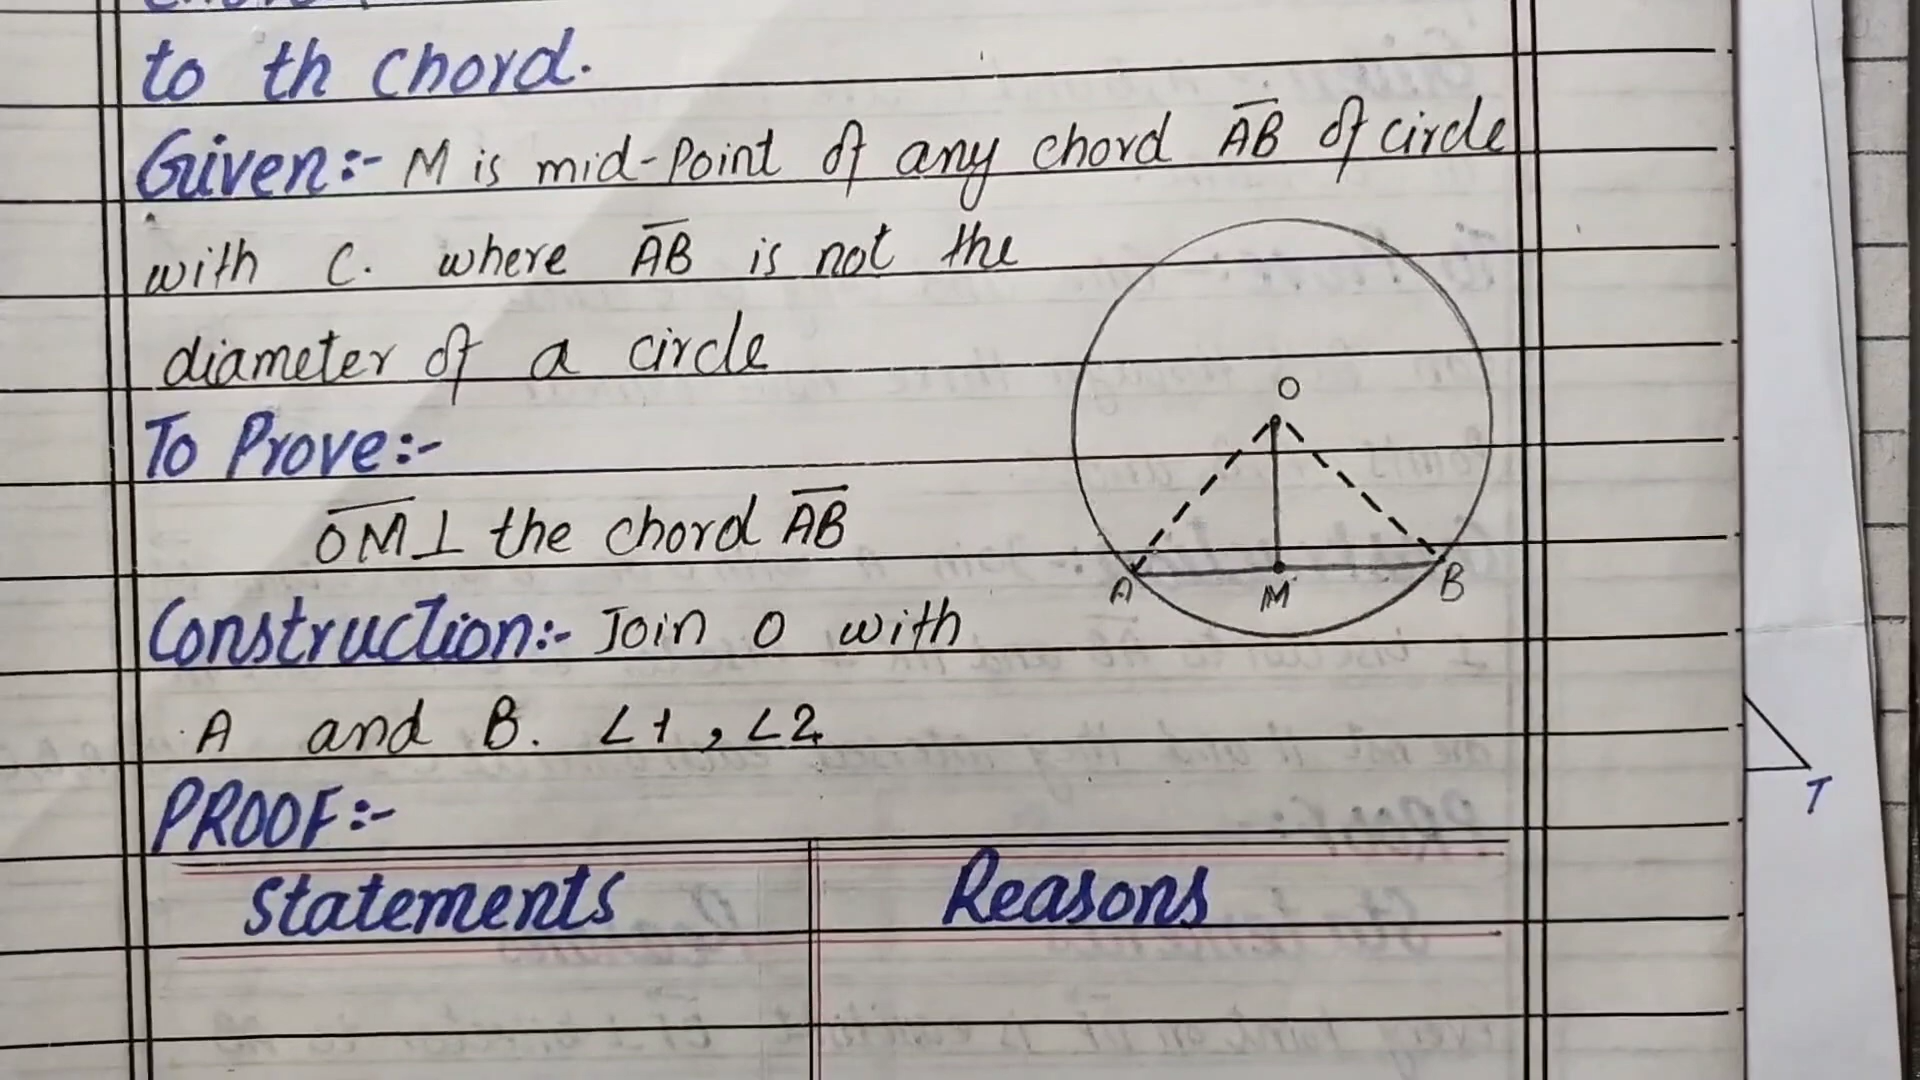 to th chord.
Given:- M is mid-Point of any chord AB of circle
with C. where AB is not the
diameter of a circle
To Prove:-
OM ⊥ the chord AB
Construction:- Join O with
A and B. ∠1, ∠2
PROOF:-
Statements Reasons
O
A M B
T